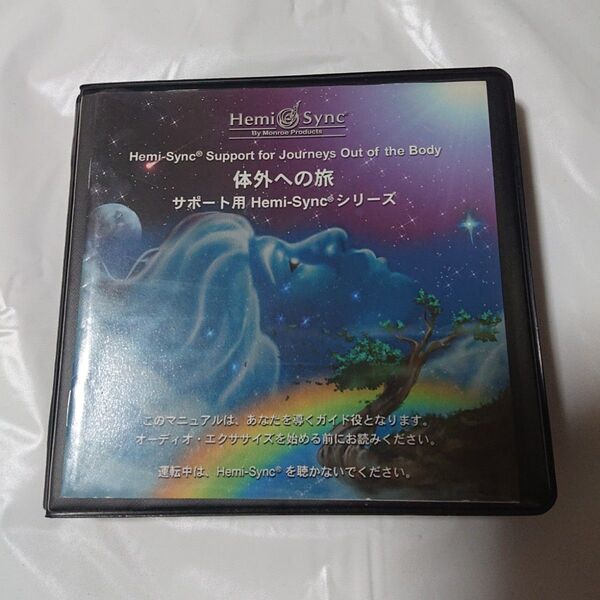 Hemi Sync®
By Monroe Products
Hemi-Sync® Support for Journeys Out of the Body
体外への旅
サポート用 Hemi-Sync®シリーズ
このマニュアルは、あなたを導くガイド役となります。
オーディオ・エクササイズを始める前にお読みください。
運転中は、Hemi-Sync® を聴かないでください。